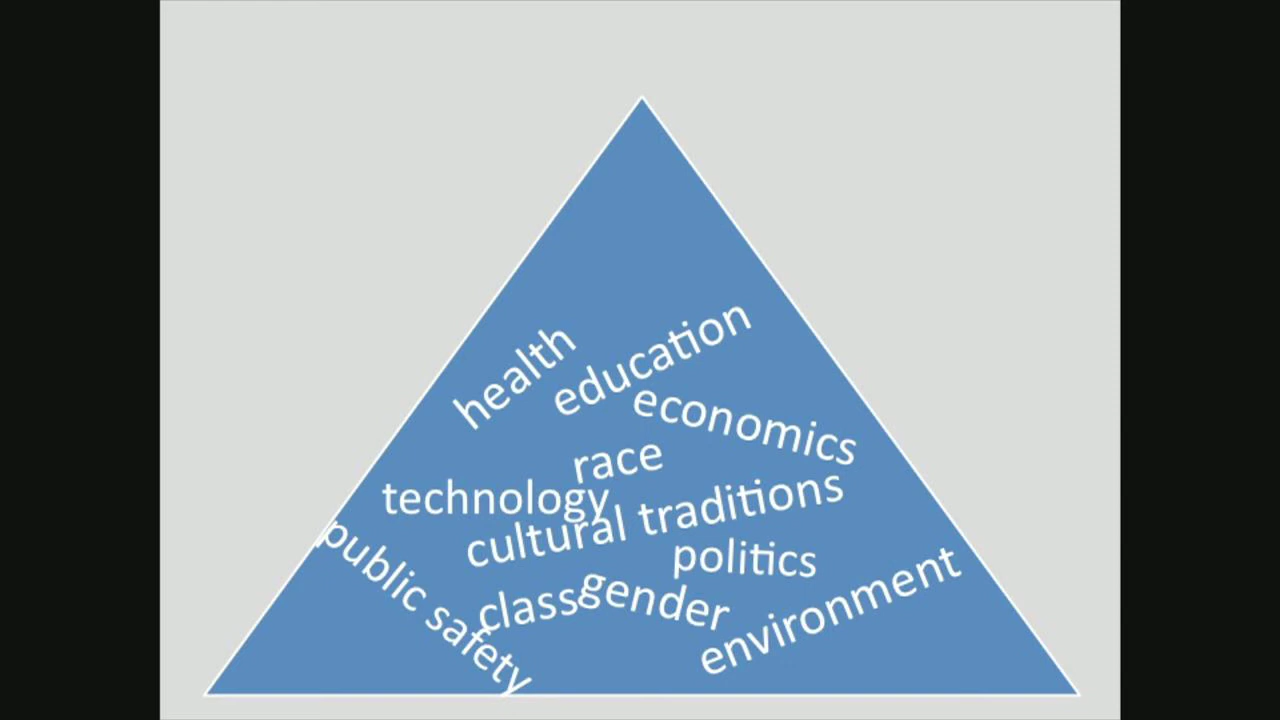 health
education
economics
race
technology
cultural traditions
public safety
politics
class
gender
environment